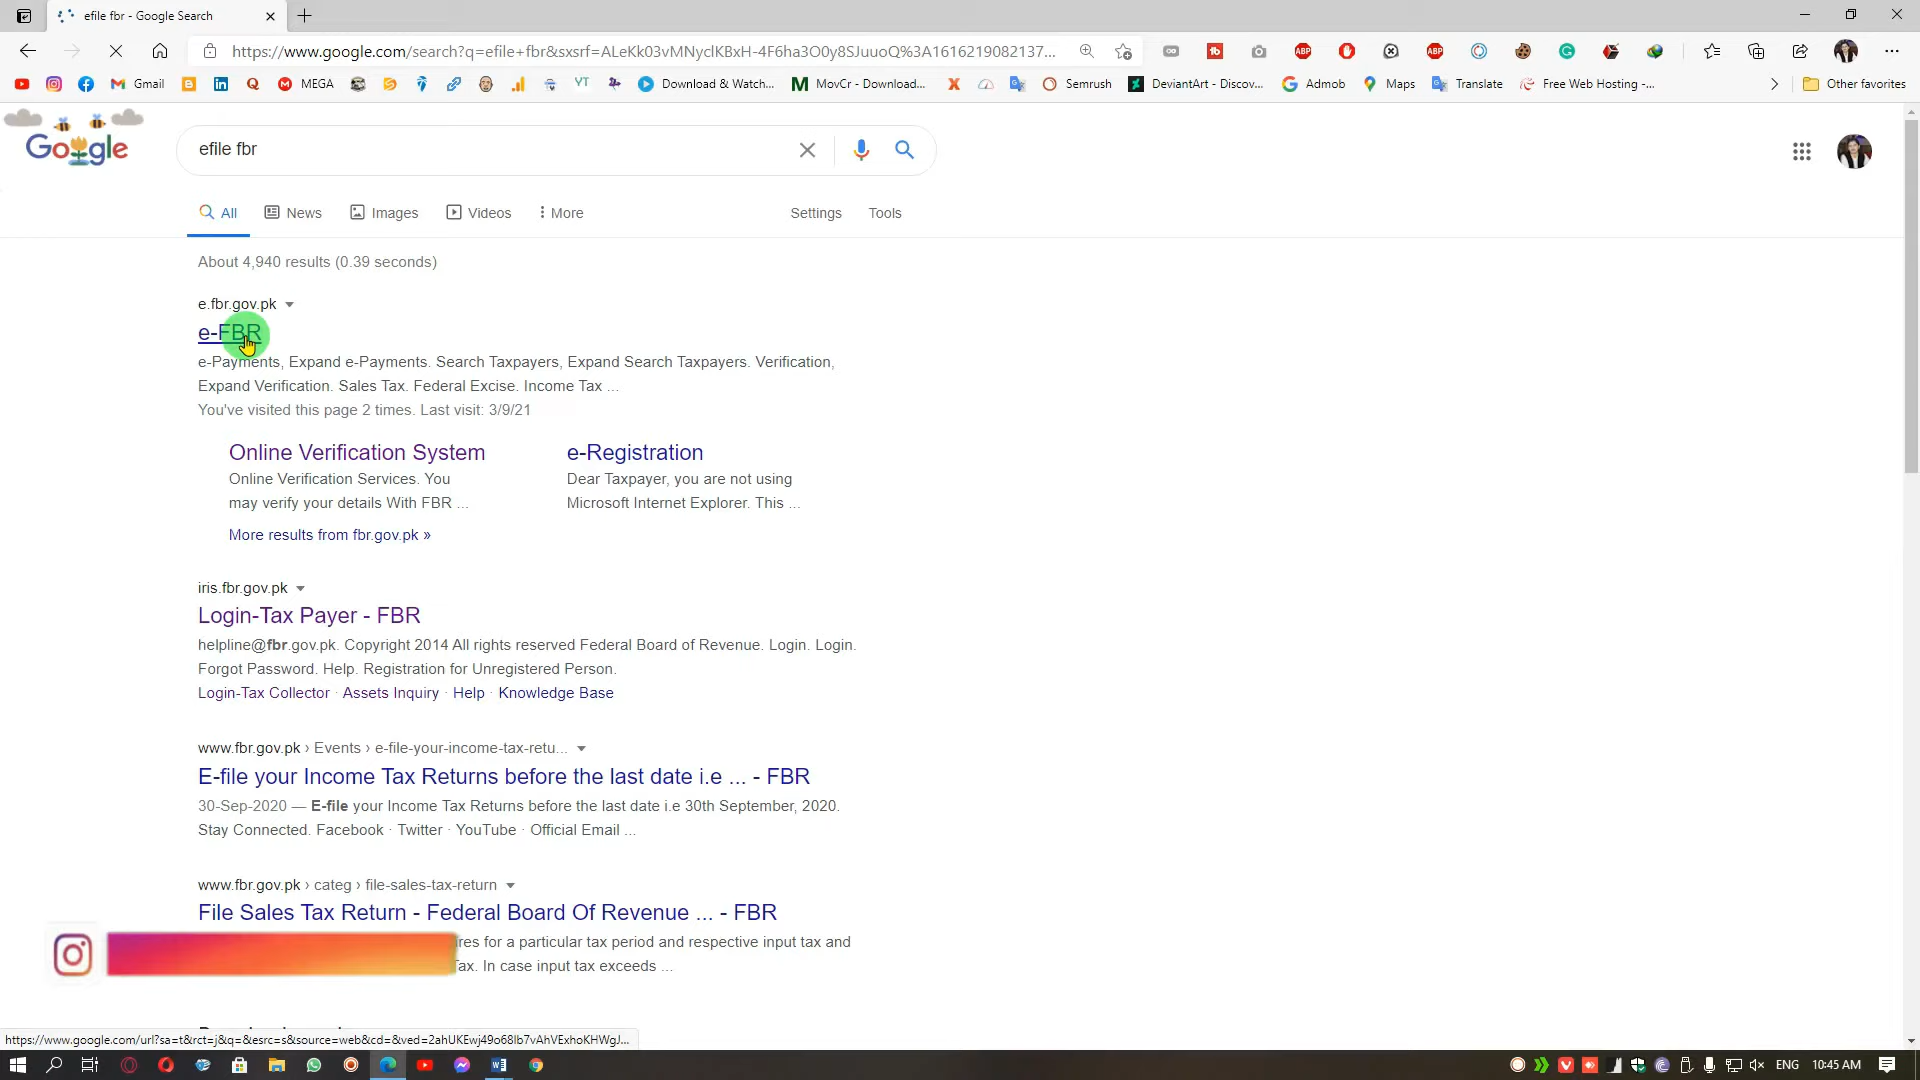 efile fbr - Google Search
https://www.google.com/search?q=efile+fbr&sxsrf=ALeKk03vMNyclKBxH-4F6ha3O0y8SJuuoQ%3A1616219082137...
Gmail
MEGA
YT
Download & Watch...
MovCr - Download...
Semrush
DeviantArt - Discov...
Admob
Maps
Translate
Free Web Hosting -...
Other favorites
Google
efile fbr
All
News
Images
Videos
More
Settings
Tools
About 4,940 results (0.39 seconds)
e.fbr.gov.pk
e-FBR
e-Payments, Expand e-Payments. Search Taxpayers, Expand Search Taxpayers. Verification,
Expand Verification. Sales Tax. Federal Excise. Income Tax ...
You've visited this page 2 times. Last visit: 3/9/21
Online Verification System
e-Registration
Online Verification Services. You
Dear Taxpayer, you are not using
may verify your details With FBR ...
Microsoft Internet Explorer. This ...
More results from fbr.gov.pk »
iris.fbr.gov.pk
Login-Tax Payer - FBR
helpline@fbr.gov.pk. Copyright 2014 All rights reserved Federal Board of Revenue. Login. Login.
Forgot Password. Help. Registration for Unregistered Person.
Login-Tax Collector · Assets Inquiry · Help · Knowledge Base
www.fbr.gov.pk › Events › e-file-your-income-tax-retu...
E-file your Income Tax Returns before the last date i.e ... - FBR
30-Sep-2020 — E-file your Income Tax Returns before the last date i.e 30th September, 2020.
Stay Connected. Facebook · Twitter · YouTube · Official Email ...
www.fbr.gov.pk › categ › file-sales-tax-return
File Sales Tax Return - Federal Board Of Revenue ... - FBR
for a particular tax period and respective input tax and
Tax. In case input tax exceeds ...
https://www.google.com/url?sa=t&rct=j&q=&esrc=s&source=web&cd=&ved=2ahUKEwj49o68lb7vAhVExhoKHWgJ...
ENG
10:45 AM